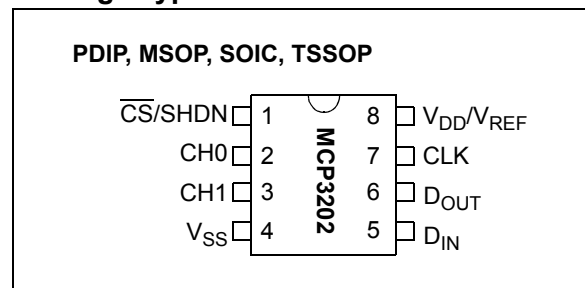 PDIP, MSOP, SOIC, TSSOP
CS/SHDN 1 8 VDD/VREF
CH0 2 7 CLK
CH1 3 6 DOUT
VSS 4 5 DIN
MCP3202